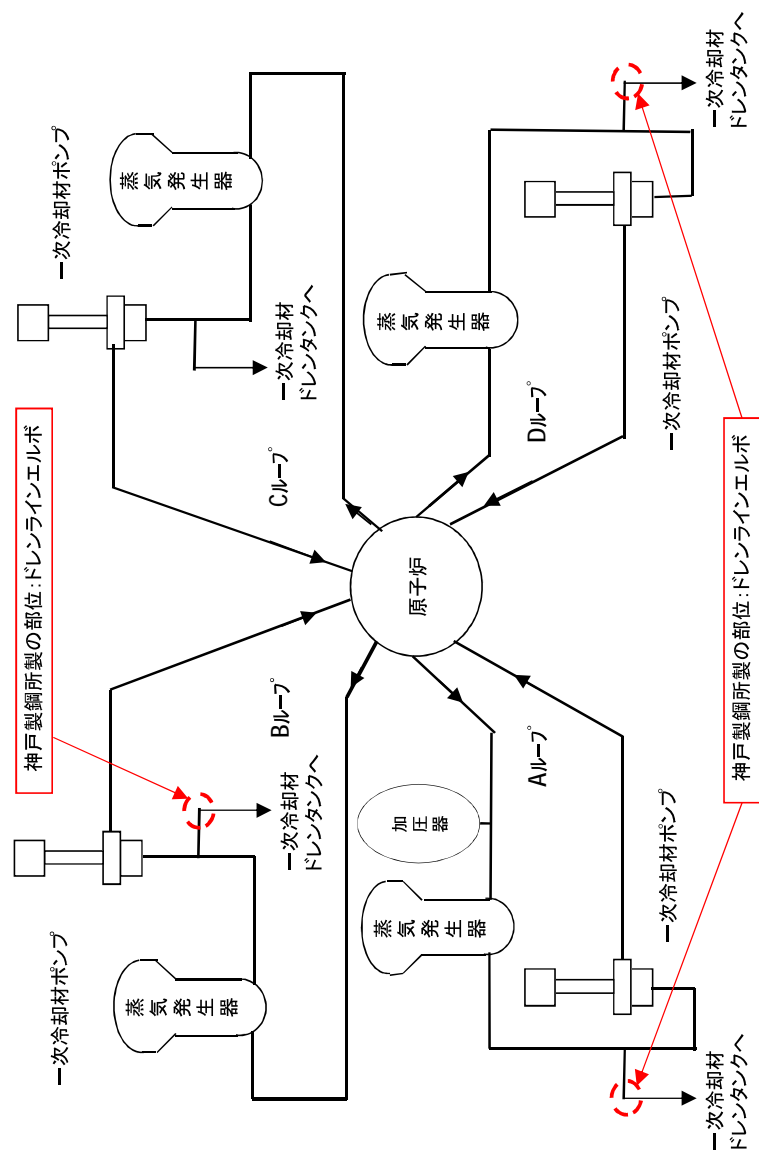 神戸製鋼所製の部位:ドレンラインエルボ
一次冷却材ポンプ
蒸気発生器
一次冷却材
ドレンタンクへ
Bループ
一次冷却材ポンプ
蒸気発生器
一次冷却材
ドレンタンクへ
Cループ
原子炉
加圧器
蒸気発生器
Aループ
一次冷却材ポンプ
一次冷却材
ドレンタンクへ
蒸気発生器
Dループ
一次冷却材ポンプ
一次冷却材
ドレンタンクへ
神戸製鋼所製の部位:ドレンラインエルボ